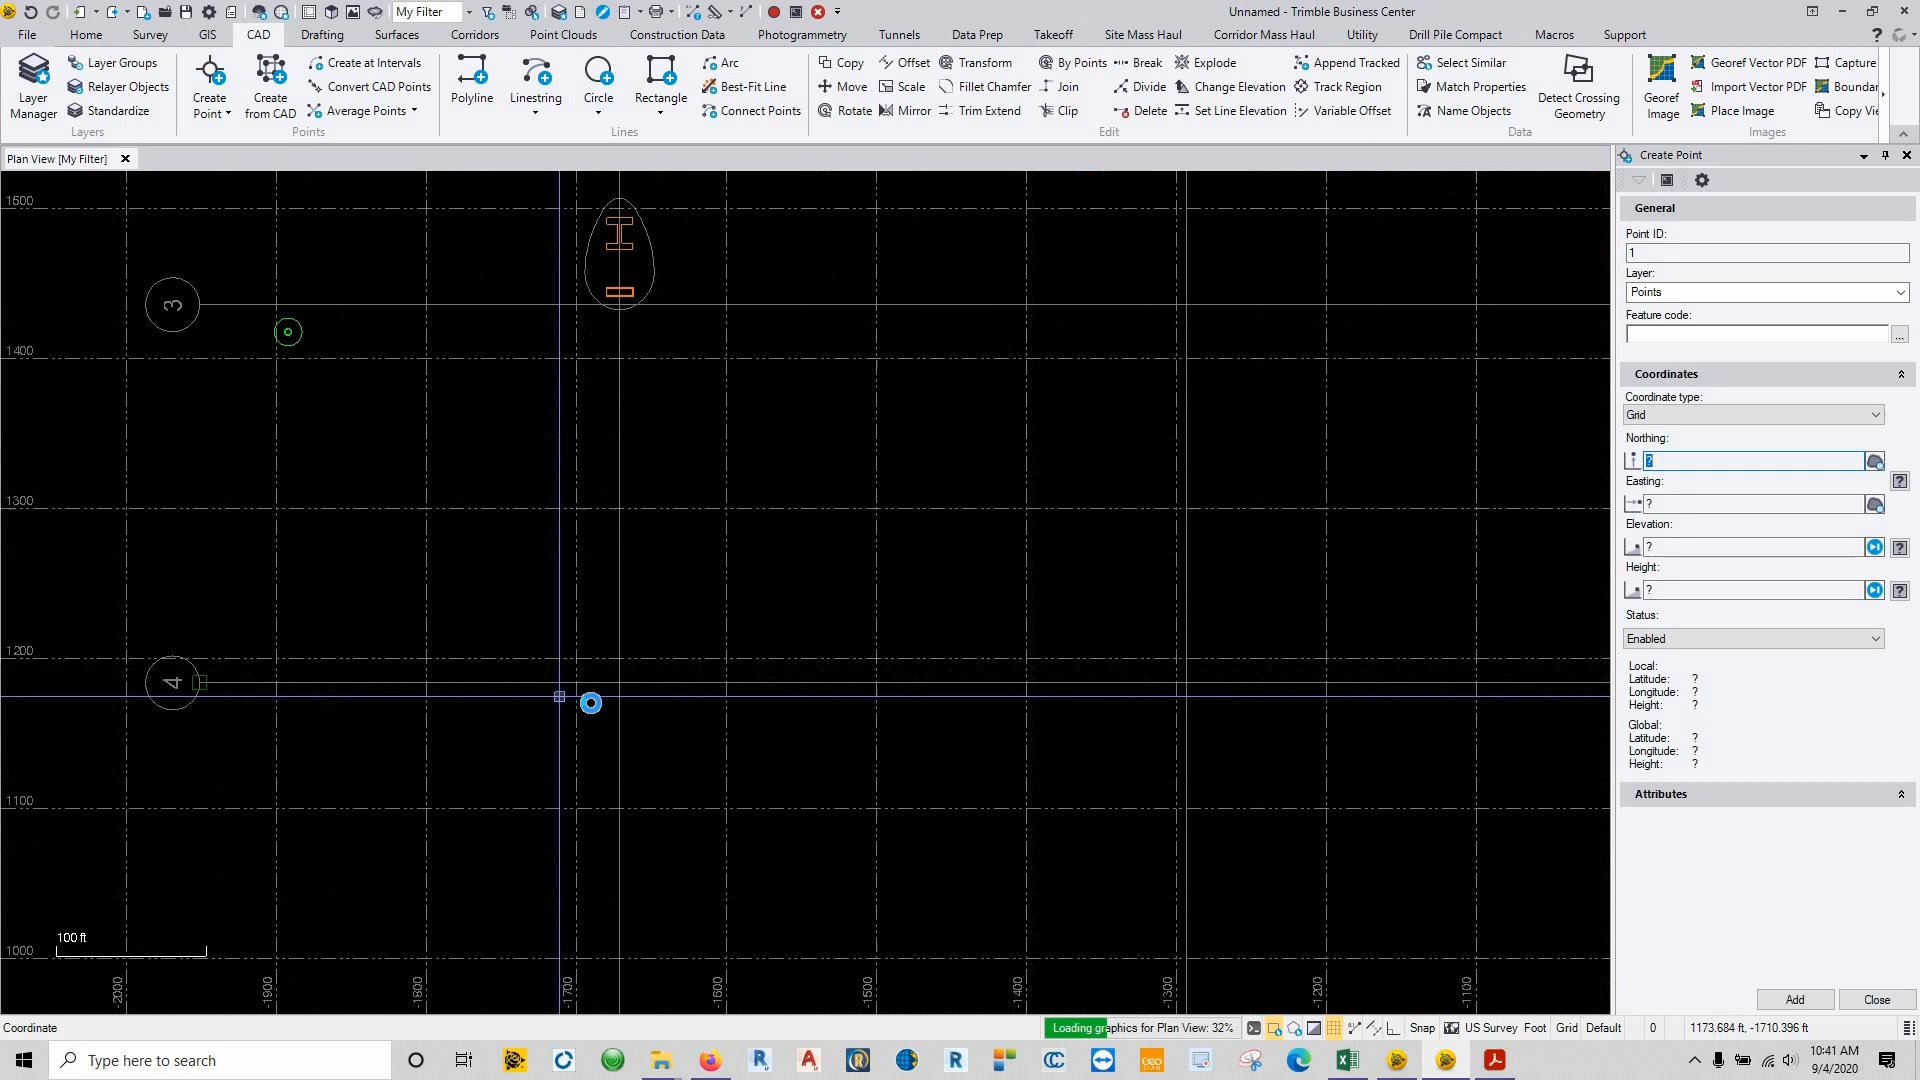 My Filter
Unnamed - Trimble Business Center
File Home Survey GIS CAD Drafting Surfaces Corridors Point Clouds Construction Data Photogrammetry Tunnels Data Prep Takeoff Site Mass Haul Corridor Mass Haul Utility Drill Pile Compact Macros Support
Layer Manager
Layer Groups
Relayer Objects
Standardize
Layers
Create Point
Create from CAD
Create at Intervals
Convert CAD Points
Average Points
Points
Polyline
Linestring
Circle
Rectangle
Arc
Best-Fit Line
Connect Points
Lines
Copy Offset Transform By Points Break Explode Append Tracked
Move Scale Fillet Chamfer Join Divide Change Elevation Track Region
Rotate Mirror Trim Extend Clip Delete Set Line Elevation Variable Offset
Edit
Select Similar
Match Properties
Name Objects
Detect Crossing Geometry
Data
Georef Image
Georef Vector PDF Capture
Import Vector PDF Boundar
Place Image Copy Vie
Images
Plan View [My Filter]
Create Point
General
Point ID:
1
Layer:
Points
Feature code:
...
Coordinates
Coordinate type:
Grid
Northing:
?
Easting:
?
Elevation:
?
Height:
?
Status:
Enabled
Local:
Latitude: ?
Longitude: ?
Height: ?
Global:
Latitude: ?
Longitude: ?
Height: ?
Attributes
Add Close
1500
3
1400
1300
1200
4
1100
100 ft
1000
-2000 -1900 -1800 -1700 -1600 -1500 -1400 -1300 -1200 -1100
Coordinate
Loading graphics for Plan View: 32%
Snap US Survey Foot Grid Default 0 1173.684 ft, -1710.396 ft
Type here to search
10:41 AM
9/4/2020